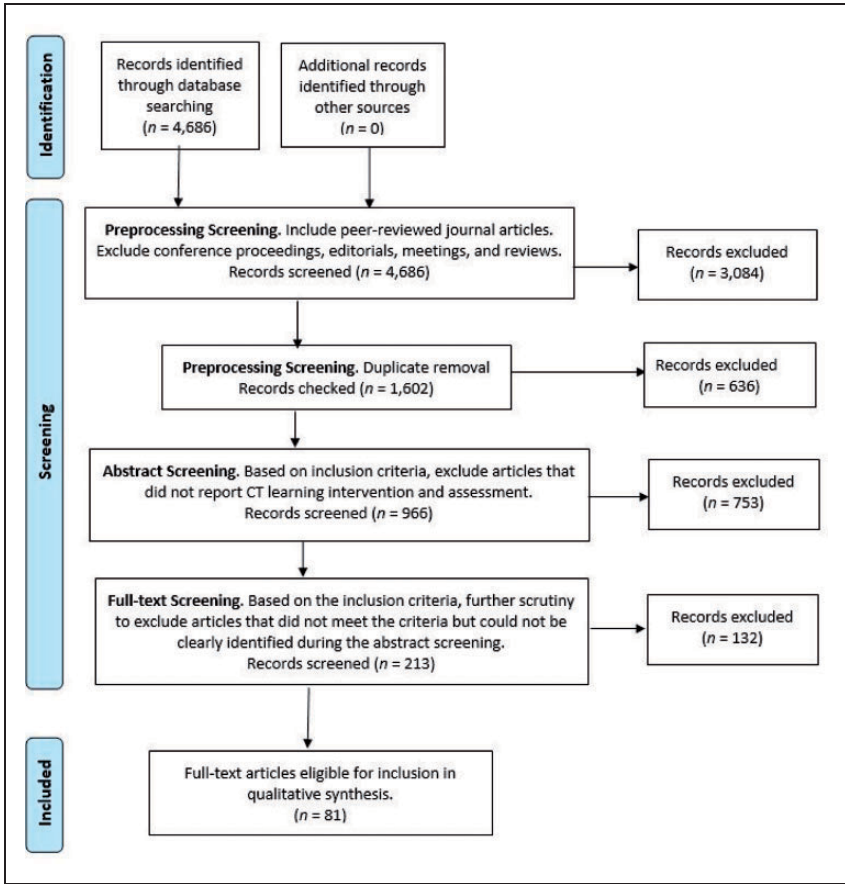 Identification
Records identified
through database
searching
(n = 4,686)
Additional records
identified through
other sources
(n = 0)
Screening
Preprocessing Screening. Include peer-reviewed journal articles.
Exclude conference proceedings, editorials, meetings, and reviews.
Records screened (n = 4,686)
Records excluded
(n = 3,084)
Preprocessing Screening. Duplicate removal
Records checked (n = 1,602)
Records excluded
(n = 636)
Abstract Screening. Based on inclusion criteria, exclude articles that
did not report CT learning intervention and assessment.
Records screened (n = 966)
Records excluded
(n = 753)
Full-text Screening. Based on the inclusion criteria, further scrutiny
to exclude articles that did not meet the criteria but could not be
clearly identified during the abstract screening.
Records screened (n = 213)
Records excluded
(n = 132)
Included
Full-text articles eligible for inclusion in
qualitative synthesis.
(n = 81)